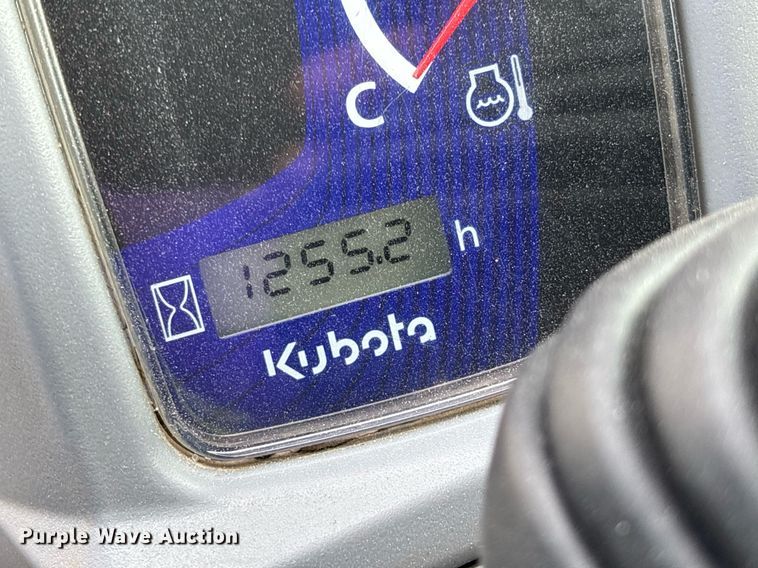 C
1255.2 h
Kubota
Purple Wave Auction